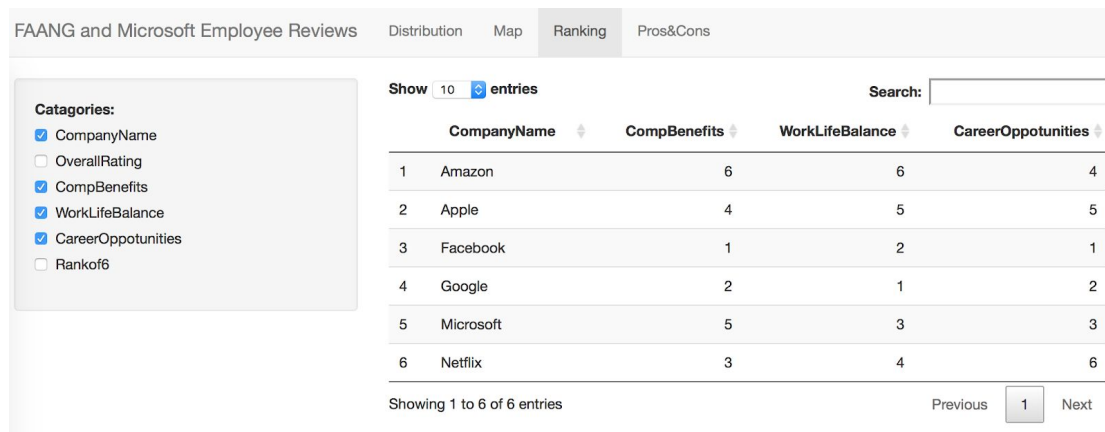 FAANG and Microsoft Employee Reviews Distribution Map Ranking Pros&Cons
Catagories:
CompanyName
OverallRating
CompBenefits
WorkLifeBalance
CareerOppotunities
Rankof6
Show 10 entries Search:
CompanyName CompBenefits WorkLifeBalance CareerOppotunities
1 Amazon 6 6 4
2 Apple 4 5 5
3 Facebook 1 2 1
4 Google 2 1 2
5 Microsoft 5 3 3
6 Netflix 3 4 6
Showing 1 to 6 of 6 entries Previous 1 Next